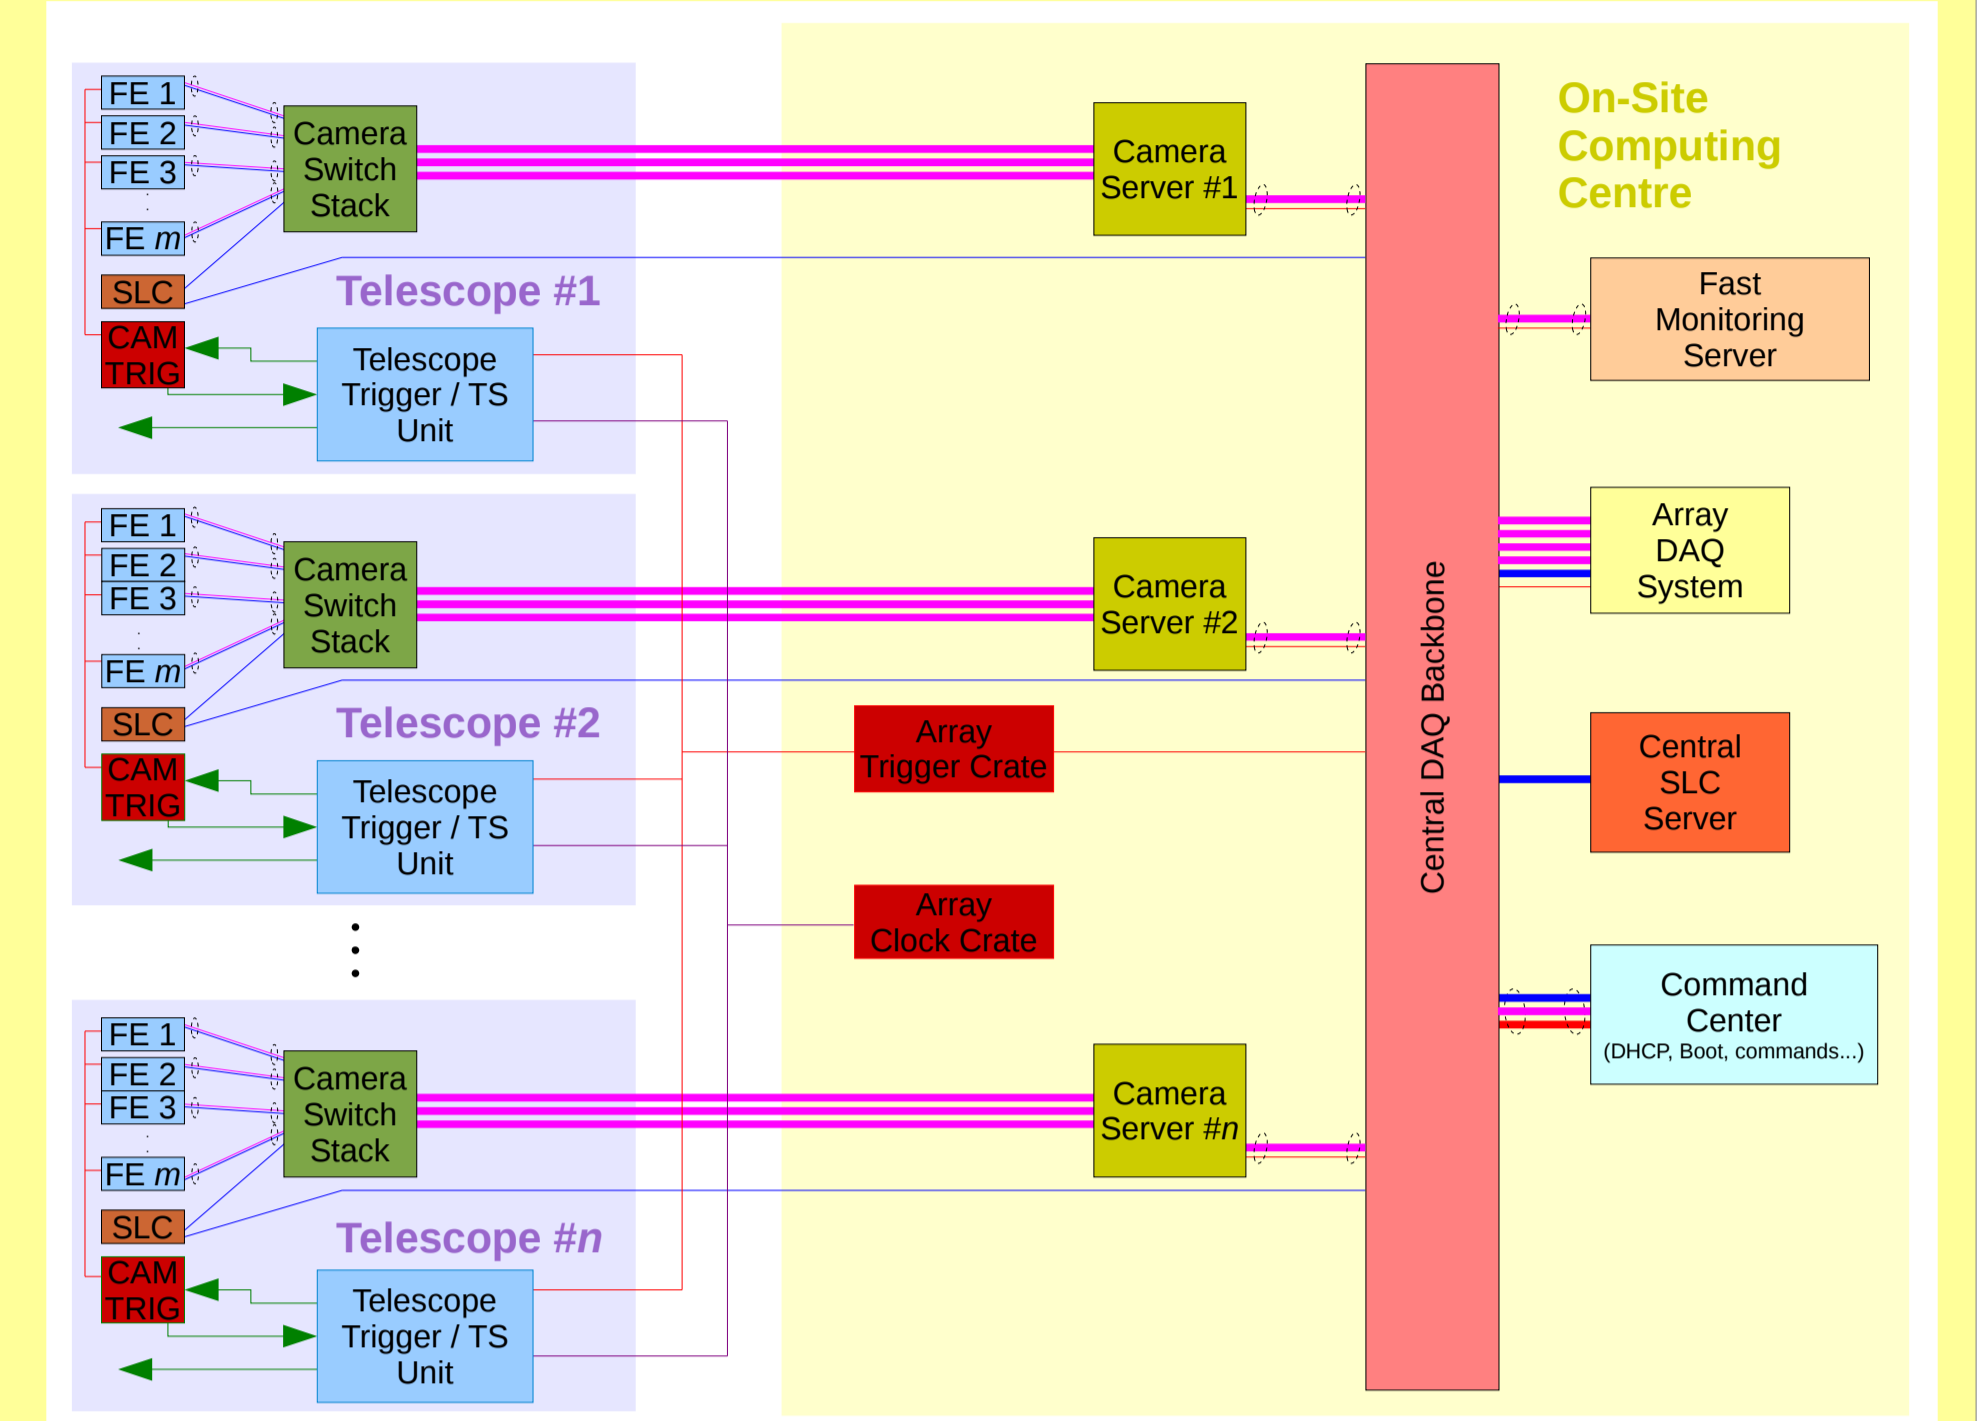 On-Site
Computing
Centre
FE 1
FE 2
FE 3
FE m
SLC
CAM
TRIG
Camera
Switch
Stack
Telescope #1
Telescope
Trigger / TS
Unit
Camera
Server #1
FE 1
FE 2
FE 3
FE m
SLC
CAM
TRIG
Camera
Switch
Stack
Telescope #2
Telescope
Trigger / TS
Unit
Camera
Server #2
Array
Trigger Crate
Array
Clock Crate
FE 1
FE 2
FE 3
FE m
SLC
CAM
TRIG
Camera
Switch
Stack
Telescope #n
Telescope
Trigger / TS
Unit
Camera
Server #n
Central DAQ Backbone
Fast
Monitoring
Server
Array
DAQ
System
Central
SLC
Server
Command
Center
(DHCP, Boot, commands...)